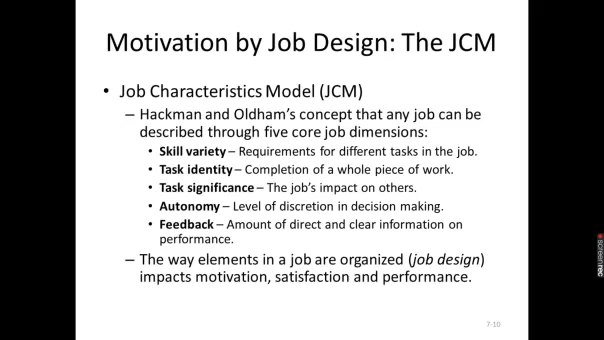 Motivation by Job Design: The JCM
• Job Characteristics Model (JCM)
– Hackman and Oldham's concept that any job can be
described through five core job dimensions:
• Skill variety – Requirements for different tasks in the job.
• Task identity – Completion of a whole piece of work.
• Task significance – The job's impact on others.
• Autonomy – Level of discretion in decision making.
• Feedback – Amount of direct and clear information on
performance.
– The way elements in a job are organized (job design)
impacts motivation, satisfaction and performance.
7-10
screenrec